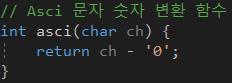 // Asci 문자 숫자 변환 함수
int asci(char ch) {
    return ch - '0';
}